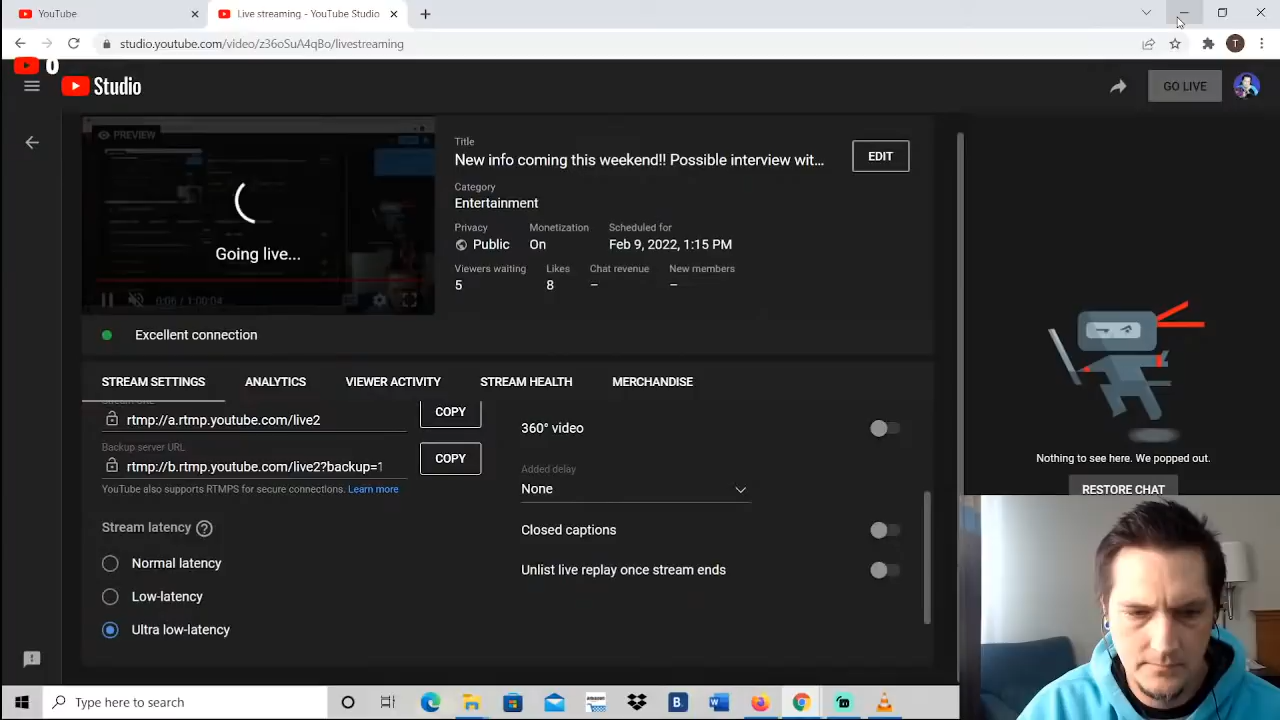 YouTube
Live streaming - YouTube Studio
studio.youtube.com/video/z36oSuA4qBo/livestreaming
T
0
Studio
GO LIVE
PREVIEW
Going live...
0:06 / 1:00:04
Title
New info coming this weekend!! Possible interview wit...
EDIT
Category
Entertainment
Privacy
Monetization
Scheduled for
Public
On
Feb 9, 2022, 1:15 PM
Viewers waiting
Likes
Chat revenue
New members
5
8
–
–
Excellent connection
STREAM SETTINGS
ANALYTICS
VIEWER ACTIVITY
STREAM HEALTH
MERCHANDISE
rtmp://a.rtmp.youtube.com/live2
COPY
Backup server URL
rtmp://b.rtmp.youtube.com/live2?backup=1
COPY
YouTube also supports RTMPS for secure connections. Learn more
Stream latency
Normal latency
Low-latency
Ultra low-latency
360° video
Added delay
None
Closed captions
Unlist live replay once stream ends
Nothing to see here. We popped out.
RESTORE CHAT
Type here to search